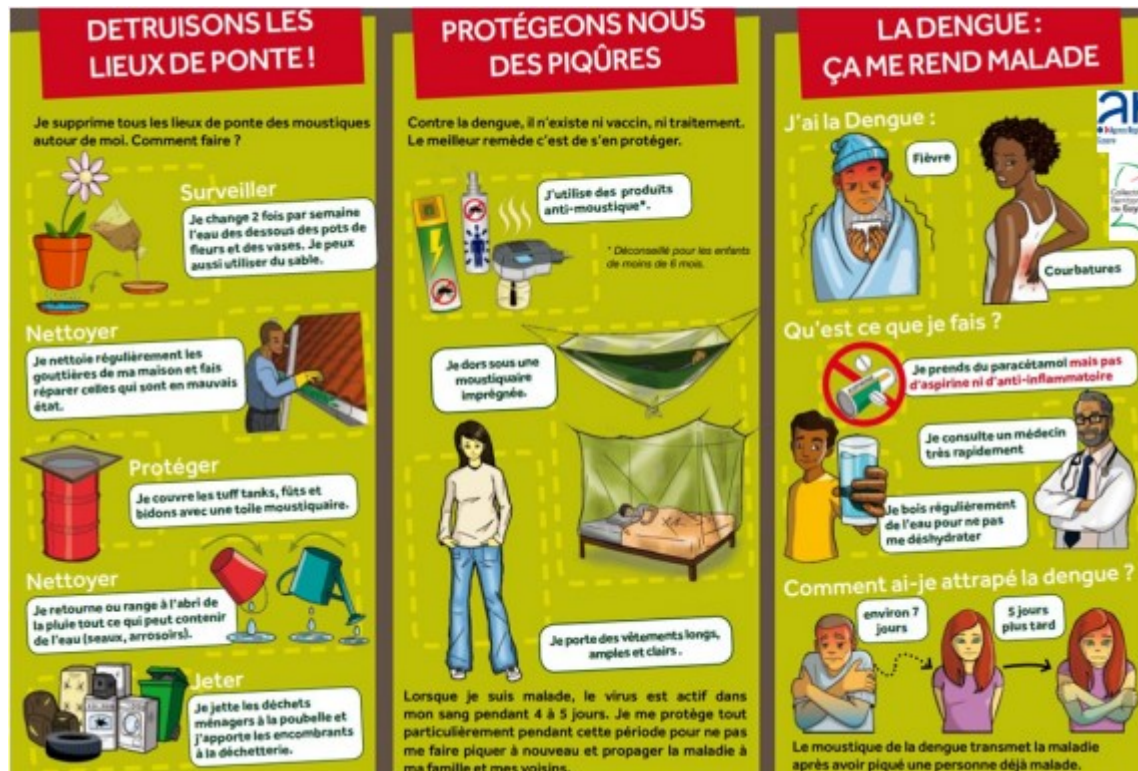 DETRUISONS LES
LIEUX DE PONTE !
Je supprime tous les lieux de ponte des moustiques
autour de moi. Comment faire ?
Surveiller
Je change 2 fois par semaine
l'eau des dessous des pots de
fleurs et des vases. Je peux
aussi utiliser du sable.
Nettoyer
Je nettoie régulièrement les
gouttières de ma maison et fais
réparer celles qui sont en mauvais
état.
Protéger
Je couvre les tuff tanks, fûts et
bidons avec une toile moustiquaire.
Nettoyer
Je retourne ou range à l'abri de
la pluie tout ce qui peut contenir
de l'eau (seaux, arrosoirs).
Jeter
Je jette les déchets
ménagers à la poubelle et
j'apporte les encombrants
à la déchetterie.
PROTÉGEONS NOUS
DES PIQÛRES
Contre la dengue, il n'existe ni vaccin, ni traitement.
Le meilleur remède c'est de s'en protéger.
J'utilise des produits
anti-moustique*.
* Déconseillé pour les enfants
de moins de 6 mois.
Je dors sous une
moustiquaire
imprégnée.
Je porte des vêtements longs,
amples et clairs .
Lorsque je suis malade, le virus est actif dans
mon sang pendant 4 à 5 jours. Je me protège tout
particulièrement pendant cette période pour ne pas
me faire piquer à nouveau et propager la maladie à
ma famille et mes voisins.
LA DENGUE :
ÇA ME REND MALADE
J'ai la Dengue :
Fièvre
Courbatures
Qu'est ce que je fais ?
Je prends du paracétamol mais pas
d'aspirine ni d'anti-inflammatoire
Je consulte un médecin
très rapidement
Je bois régulièrement
de l'eau pour ne pas
me déshydrater
Comment ai-je attrapé la dengue ?
environ 7
jours
5 jours
plus tard
Le moustique de la dengue transmet la maladie
après avoir piqué une personne déjà malade.